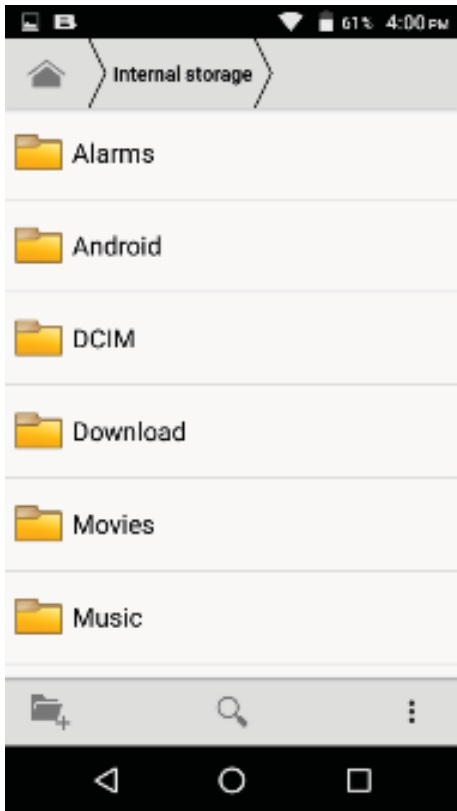 B 61% 4:00 PM
Internal storage
Alarms
Android
DCIM
Download
Movies
Music